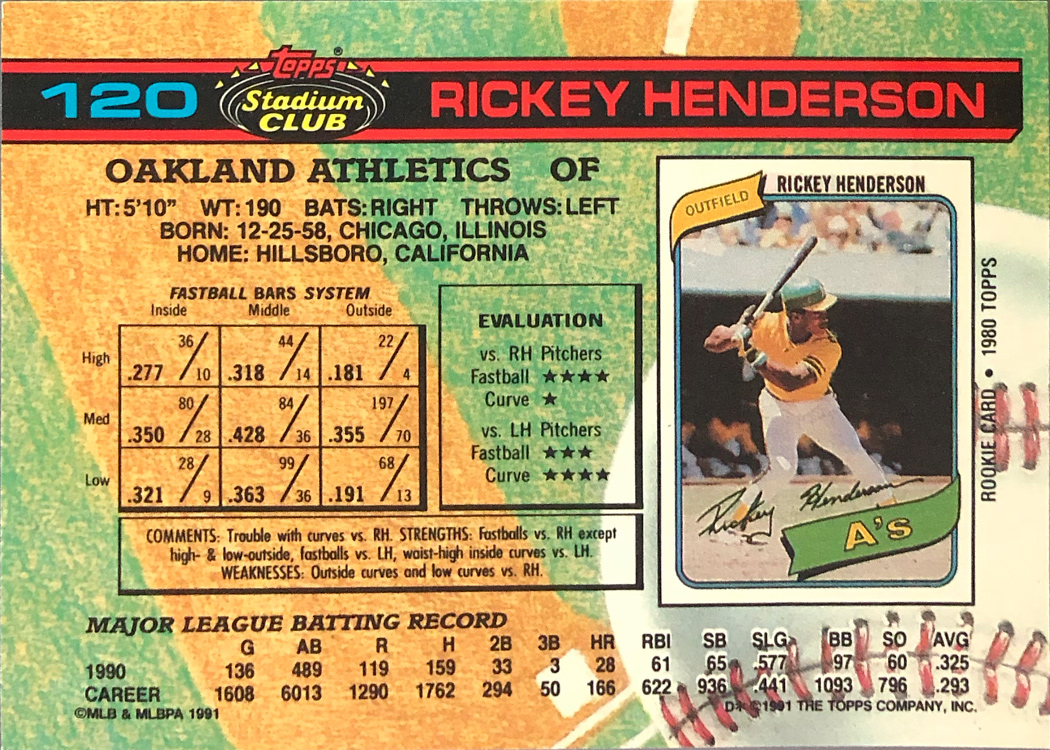 120
Topps®
Stadium
CLUB
RICKEY HENDERSON
OAKLAND ATHLETICS OF
HT: 5'10" WT: 190 BATS: RIGHT THROWS: LEFT
BORN: 12-25-58, CHICAGO, ILLINOIS
HOME: HILLSBORO, CALIFORNIA
FASTBALL BARS SYSTEM
Inside Middle Outside
High .277 36/10 .318 44/14 .181 22/4
Med .350 80/28 .428 84/36 .355 197/70
Low .321 28/9 .363 99/36 .191 68/13
EVALUATION
vs. RH Pitchers
Fastball ★★★★
Curve ★
vs. LH Pitchers
Fastball ★★★
Curve ★★★★
COMMENTS: Trouble with curves vs. RH. STRENGTHS: Fastballs vs. RH except
high- & low-outside, fastballs vs. LH, waist-high inside curves vs. LH.
WEAKNESSES: Outside curves and low curves vs. RH.
OUTFIELD
RICKEY HENDERSON
Rickey Henderson
A's
ROOKIE CARD • 1980 TOPPS
MAJOR LEAGUE BATTING RECORD
G AB R H 2B 3B HR RBI SB SLG BB SO AVG
1990 136 489 119 159 33 3 28 61 65 .577 97 60 .325
CAREER 1608 6013 1290 1762 294 50 166 622 936 .441 1093 796 .293
©MLB & MLBPA 1991
©1991 THE TOPPS COMPANY, INC.